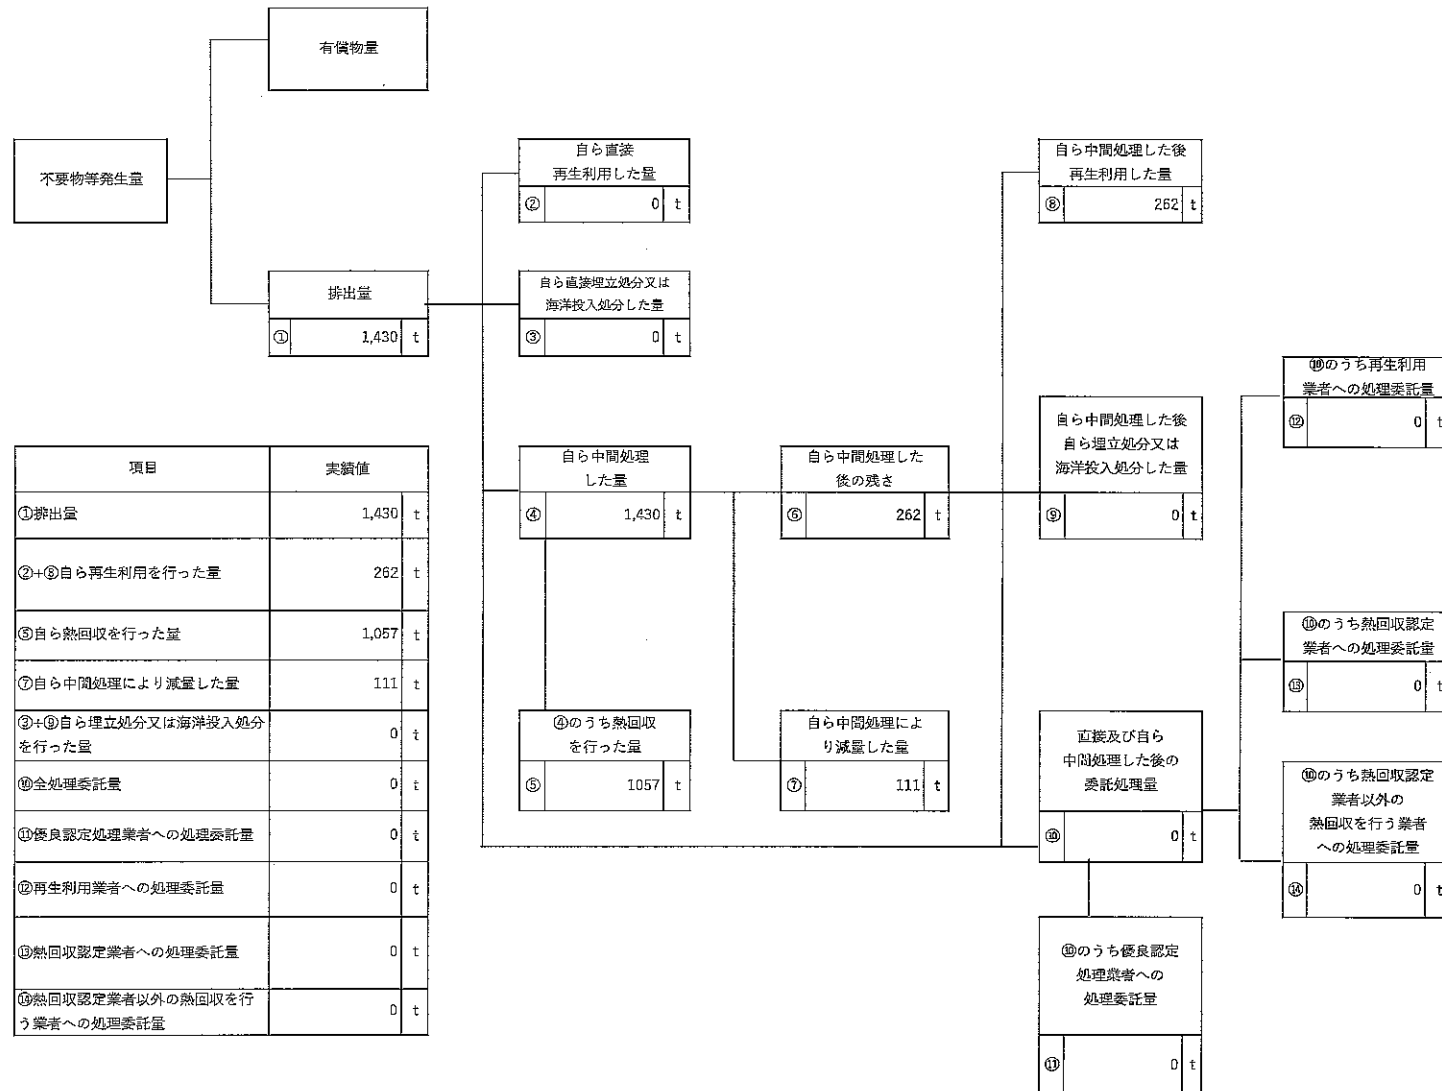 有償物量
不要物等発生量
排出量
① 1,430 t
自ら直接
再生利用した量
② 0 t
自ら直接埋立処分又は
海洋投入処分した量
③ 0 t
自ら中間処理した後
再生利用した量
⑧ 262 t
自ら中間処理
した量
④ 1,430 t
自ら中間処理した
後の残さ
⑥ 262 t
自ら中間処理した後
自ら埋立処分又は
海洋投入処分した量
⑨ 0 t
④のうち熱回収
を行った量
⑤ 1057 t
自ら中間処理によ
り減量した量
⑦ 111 t
直接及び自ら
中間処理した後の
委託処理量
⑩ 0 t
⑩のうち優良認定
処理業者への
処理委託量
⑪ 0 t
⑩のうち再生利用
業者への処理委託量
⑫ 0 t
⑩のうち熱回収認定
業者への処理委託量
⑬ 0 t
⑩のうち熱回収認定
業者以外の
熱回収を行う業者
への処理委託量
⑭ 0 t
項目 実績値
①排出量 1,430 t
②+⑧自ら再生利用を行った量 262 t
⑤自ら熱回収を行った量 1,057 t
⑦自ら中間処理により減量した量 111 t
③+⑨自ら埋立処分又は海洋投入処分
を行った量 0 t
⑩全処理委託量 0 t
⑪優良認定処理業者への処理委託量 0 t
⑫再生利用業者への処理委託量 0 t
⑬熱回収認定業者への処理委託量 0 t
⑭熱回収認定業者以外の熱回収を行
う業者への処理委託量 0 t